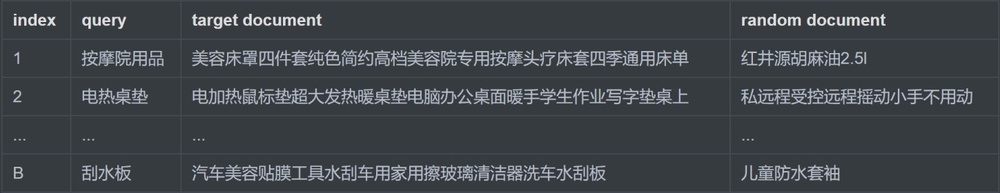 index query target document random document
1 按摩院用品 美容床罩四件套纯色简约高档美容院专用按摩头疗床套四季通用床单 红井源胡麻油2.5l
2 电热桌垫 电加热鼠标垫超大发热暖桌垫电脑办公桌面暖手学生作业写字垫桌上 私远程受控远程摇动小手不用动
... ... ... ...
B 刮水板 汽车美容贴膜工具水刮车用家用擦玻璃清洁器洗车水刮板 儿童防水套袖